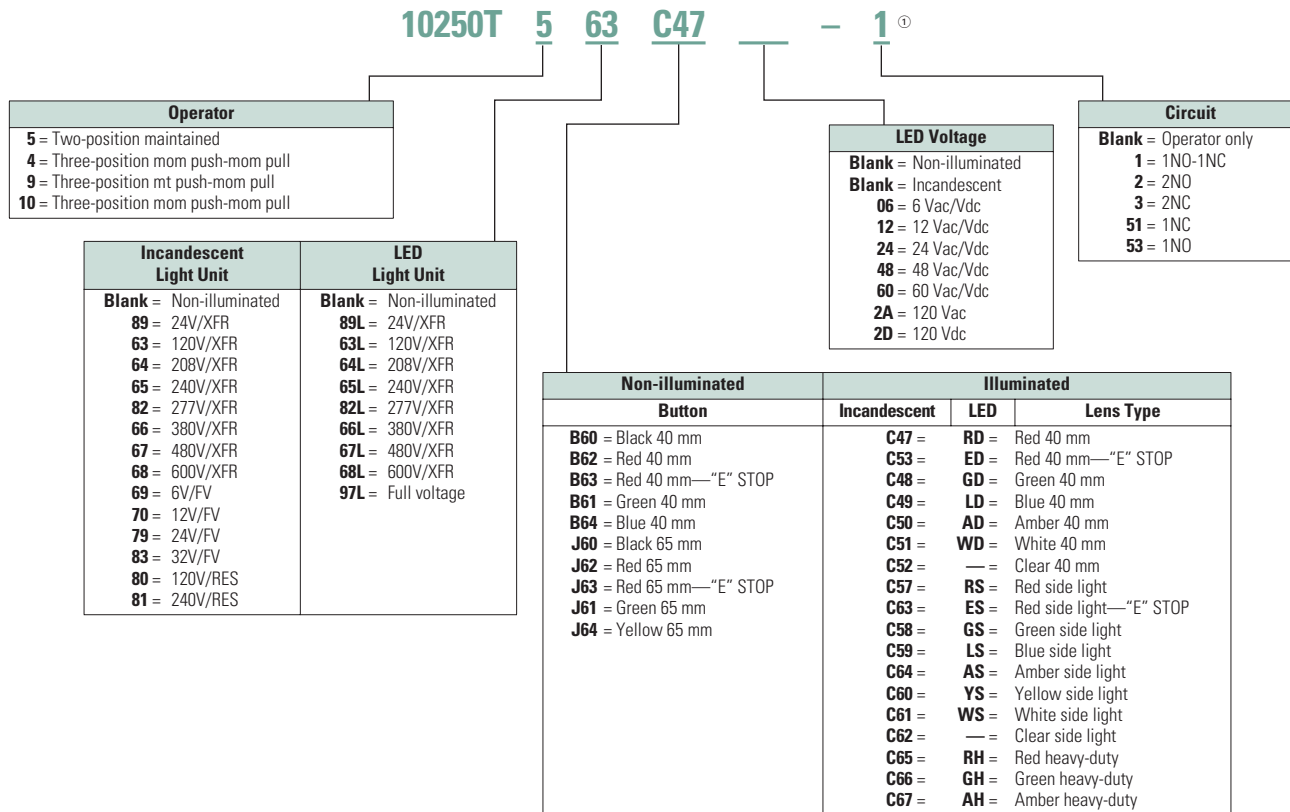 10250T 5 63 C47 __ – 1 ①
Operator
5 = Two-position maintained
4 = Three-position mom push-mom pull
9 = Three-position mt push-mom pull
10 = Three-position mom push-mom pull
Incandescent Light Unit
Blank = Non-illuminated
89 = 24V/XFR
63 = 120V/XFR
64 = 208V/XFR
65 = 240V/XFR
82 = 277V/XFR
66 = 380V/XFR
67 = 480V/XFR
68 = 600V/XFR
69 = 6V/FV
70 = 12V/FV
79 = 24V/FV
83 = 32V/FV
80 = 120V/RES
81 = 240V/RES
LED Light Unit
Blank = Non-illuminated
89L = 24V/XFR
63L = 120V/XFR
64L = 208V/XFR
65L = 240V/XFR
82L = 277V/XFR
66L = 380V/XFR
67L = 480V/XFR
68L = 600V/XFR
97L = Full voltage
LED Voltage
Blank = Non-illuminated
Blank = Incandescent
06 = 6 Vac/Vdc
12 = 12 Vac/Vdc
24 = 24 Vac/Vdc
48 = 48 Vac/Vdc
60 = 60 Vac/Vdc
2A = 120 Vac
2D = 120 Vdc
Circuit
Blank = Operator only
1 = 1NO-1NC
2 = 2NO
3 = 2NC
51 = 1NC
53 = 1NO
Non-illuminated
Button
B60 = Black 40 mm
B62 = Red 40 mm
B63 = Red 40 mm—“E” STOP
B61 = Green 40 mm
B64 = Blue 40 mm
J60 = Black 65 mm
J62 = Red 65 mm
J63 = Red 65 mm—“E” STOP
J61 = Green 65 mm
J64 = Yellow 65 mm
Illuminated
Incandescent LED Lens Type
C47 = RD = Red 40 mm
C53 = ED = Red 40 mm—“E” STOP
C48 = GD = Green 40 mm
C49 = LD = Blue 40 mm
C50 = AD = Amber 40 mm
C51 = WD = White 40 mm
C52 = — = Clear 40 mm
C57 = RS = Red side light
C63 = ES = Red side light—“E” STOP
C58 = GS = Green side light
C59 = LS = Blue side light
C64 = AS = Amber side light
C60 = YS = Yellow side light
C61 = WS = White side light
C62 = — = Clear side light
C65 = RH = Red heavy-duty
C66 = GH = Green heavy-duty
C67 = AH = Amber heavy-duty